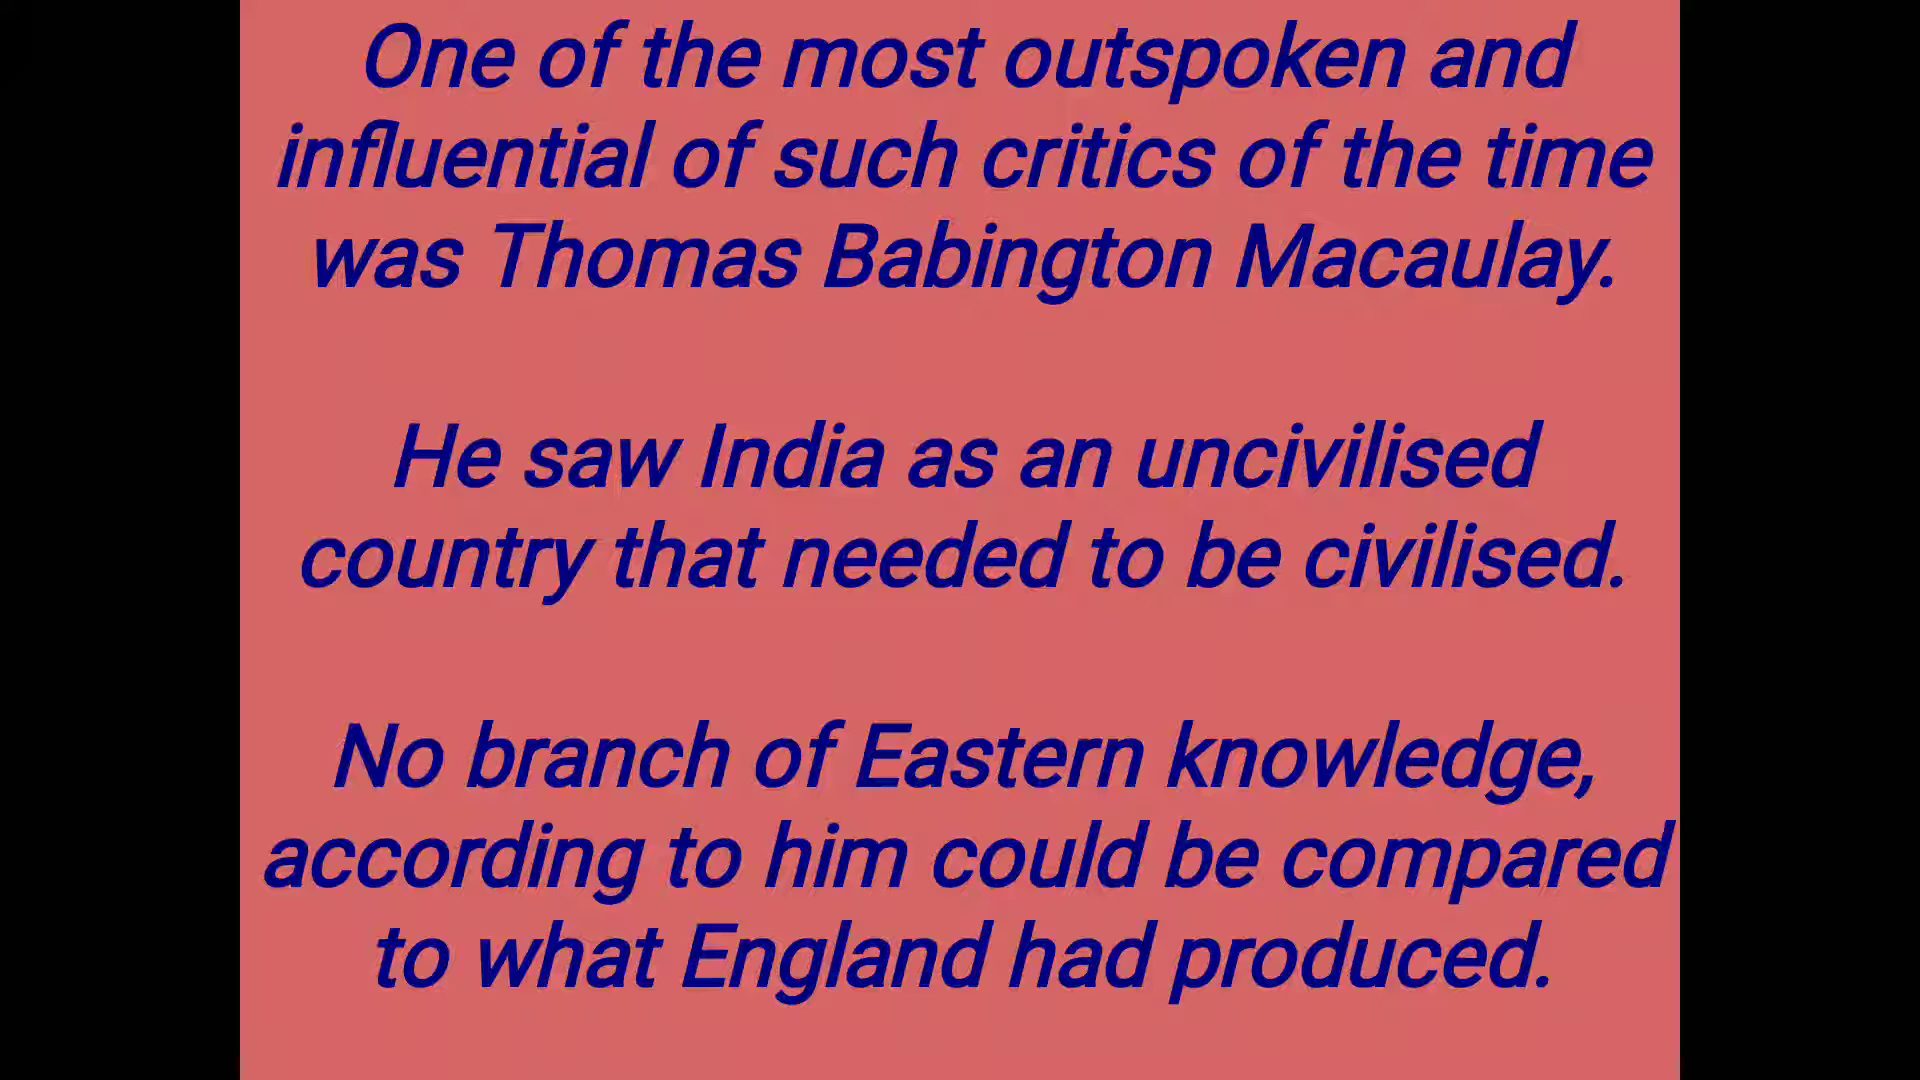 One of the most outspoken and
influential of such critics of the time
was Thomas Babington Macaulay.
He saw India as an uncivilised
country that needed to be civilised.
No branch of Eastern knowledge,
according to him could be compared
to what England had produced.